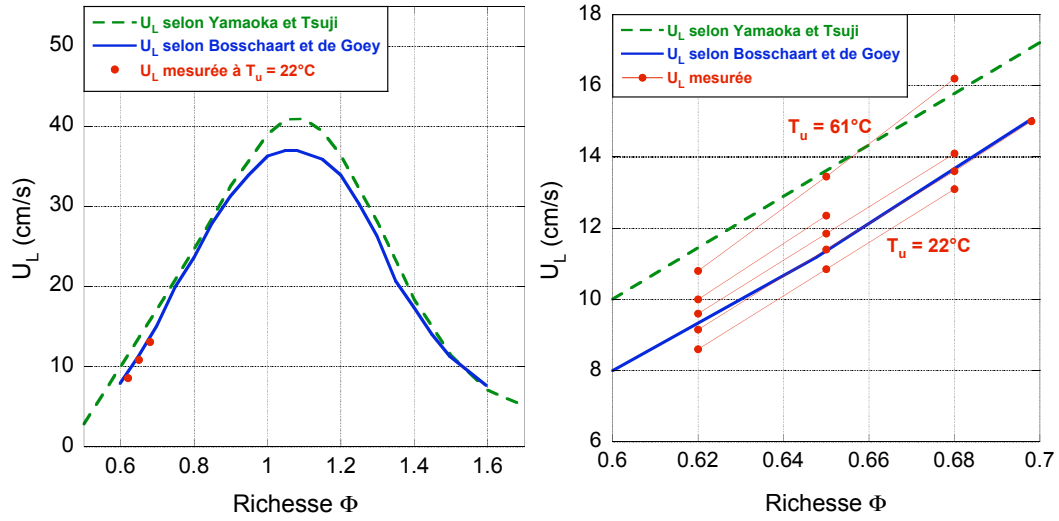 U_L selon Yamaoka et Tsuji
U_L selon Bosschaart et de Goey
U_L mesurée à T_u = 22°C
50
40
30
20
10
0
U_L (cm/s)
0.6
0.8
1
1.2
1.4
1.6
Richesse Φ
U_L selon Yamaoka et Tsuji
U_L selon Bosschaart et de Goey
U_L mesurée
T_u = 61°C
T_u = 22°C
18
16
14
12
10
8
6
U_L (cm/s)
0.6
0.62
0.64
0.66
0.68
0.7
Richesse Φ